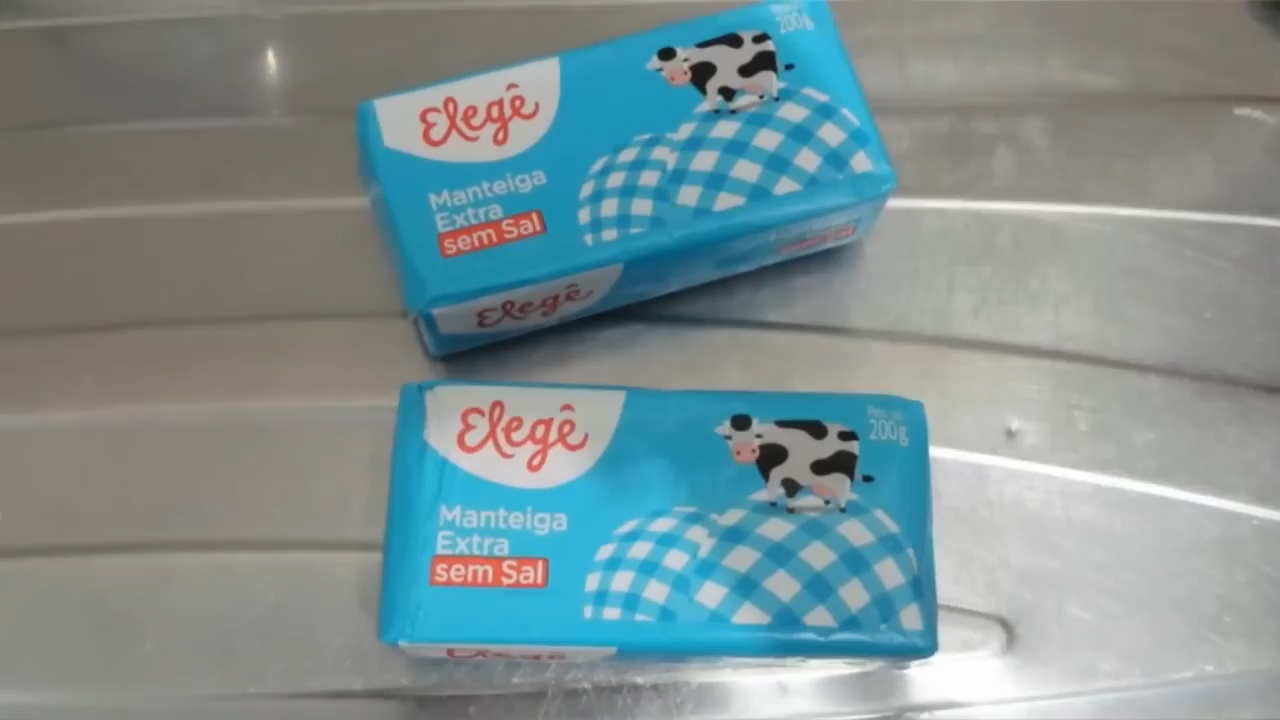 200g
Elegê
Manteiga
Extra
sem Sal
Elegê
Elegê
200g
Manteiga
Extra
sem Sal